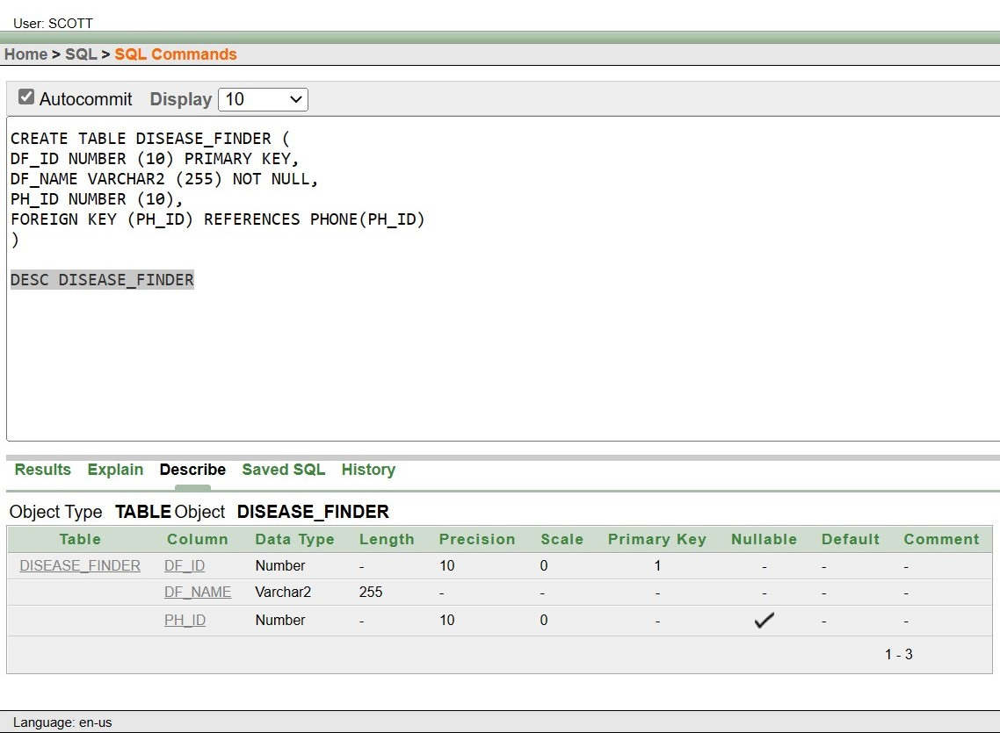 User: SCOTT
Home > SQL > SQL Commands
Autocommit Display 10
CREATE TABLE DISEASE_FINDER (
DF_ID NUMBER (10) PRIMARY KEY,
DF_NAME VARCHAR2 (255) NOT NULL,
PH_ID NUMBER (10),
FOREIGN KEY (PH_ID) REFERENCES PHONE(PH_ID)
)
DESC DISEASE_FINDER
Results Explain Describe Saved SQL History
Object Type TABLE Object DISEASE_FINDER
Table Column Data Type Length Precision Scale Primary Key Nullable Default Comment
DISEASE_FINDER DF_ID Number - 10 0 1 - - -
DF_NAME Varchar2 255 - - - - - -
PH_ID Number - 10 0 - - -
1 - 3
Language: en-us